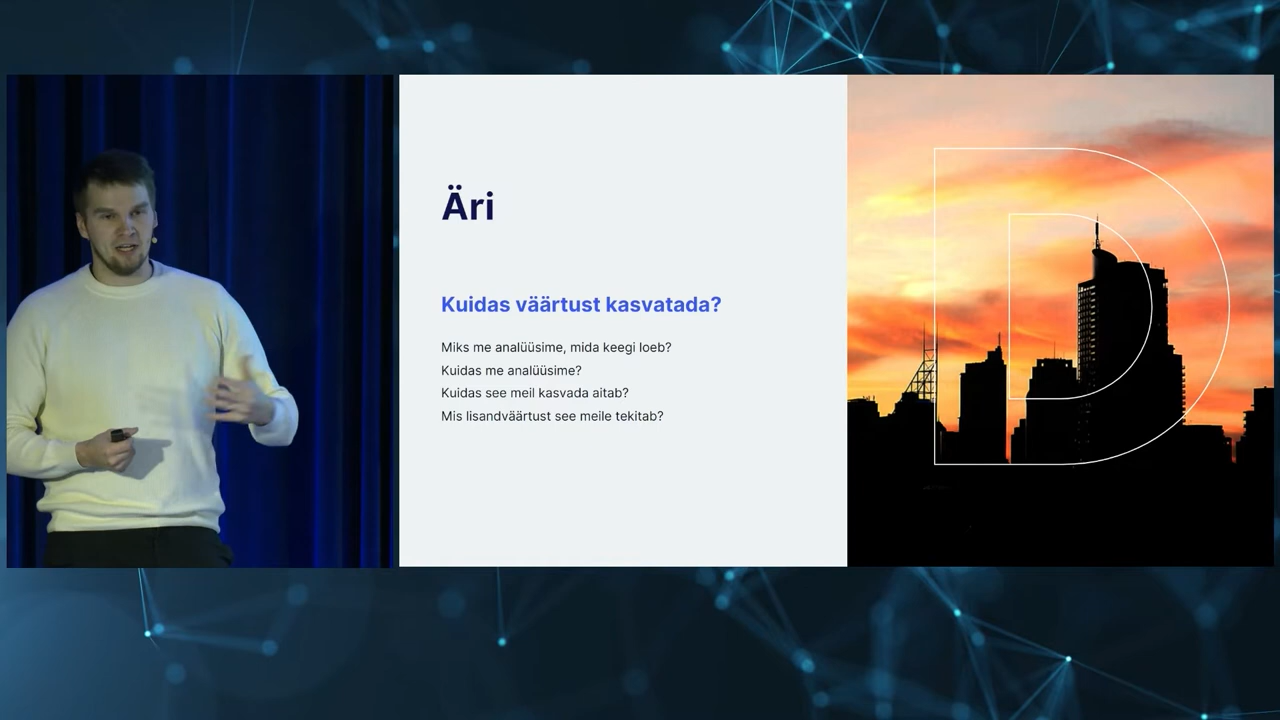 Äri
Kuidas väärtust kasvatada?
Miks me analüüsime, mida keegi loeb?
Kuidas me analüüsime?
Kuidas see meil kasvada aitab?
Mis lisandväärtust see meile tekitab?
D